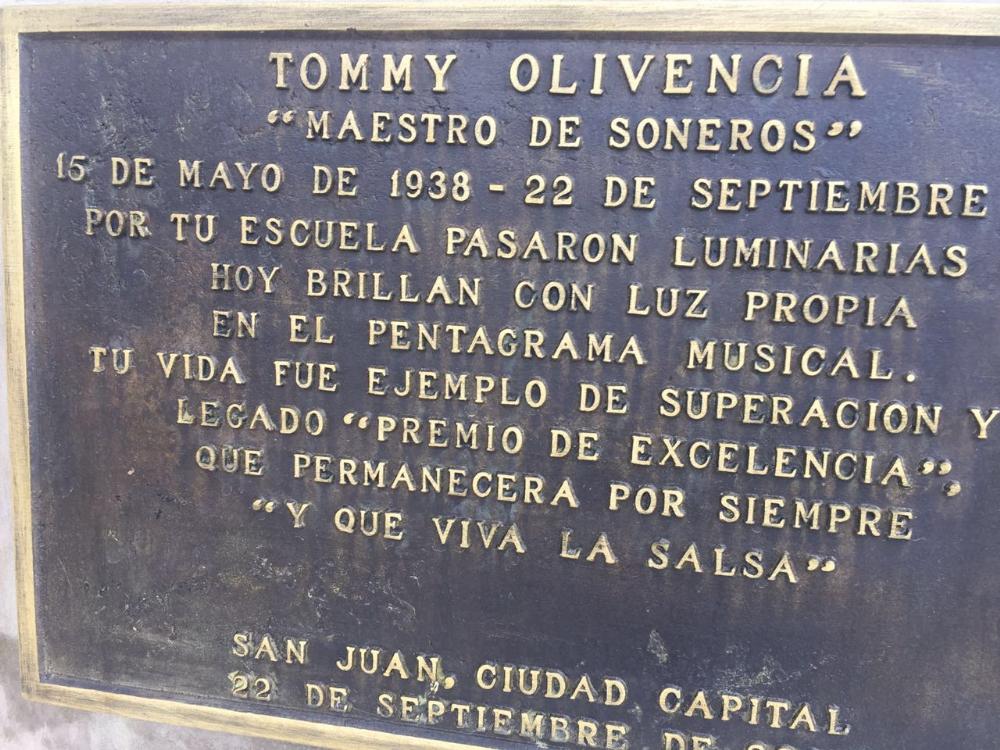 TOMMY OLIVENCIA
“MAESTRO DE SONEROS”
15 DE MAYO DE 1938 - 22 DE SEPTIEMBRE
POR TU ESCUELA PASARON LUMINARIAS
HOY BRILLAN CON LUZ PROPIA
EN EL PENTAGRAMA MUSICAL.
TU VIDA FUE EJEMPLO DE SUPERACION Y
LEGADO “PREMIO DE EXCELENCIA”,
QUE PERMANECERA POR SIEMPRE
“Y QUE VIVA LA SALSA”
SAN JUAN, CIUDAD CAPITAL
22 DE SEPTIEMBRE DE